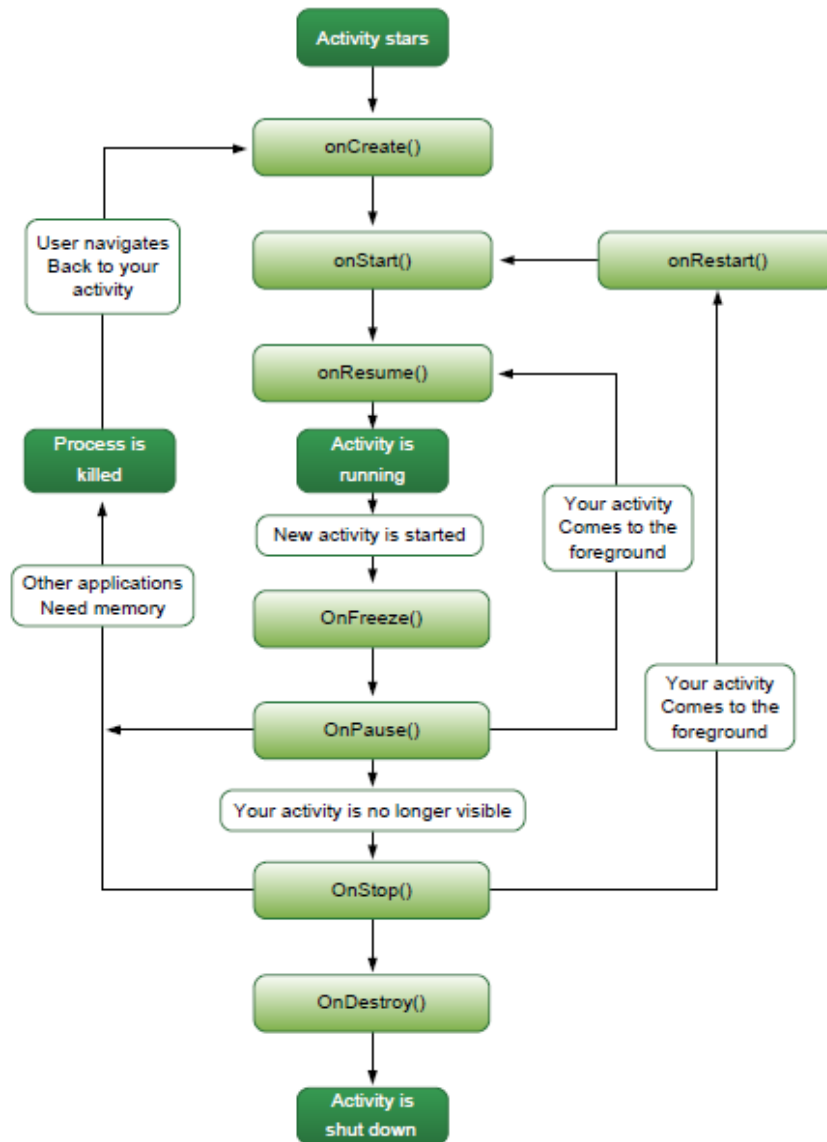 Activity stars
onCreate()
User navigates
Back to your
activity
onStart()
onRestart()
onResume()
Process is
killed
Activity is
running
Your activity
Comes to the
foreground
New activity is started
Other applications
Need memory
OnFreeze()
Your activity
Comes to the
foreground
OnPause()
Your activity is no longer visible
OnStop()
OnDestroy()
Activity is
shut down